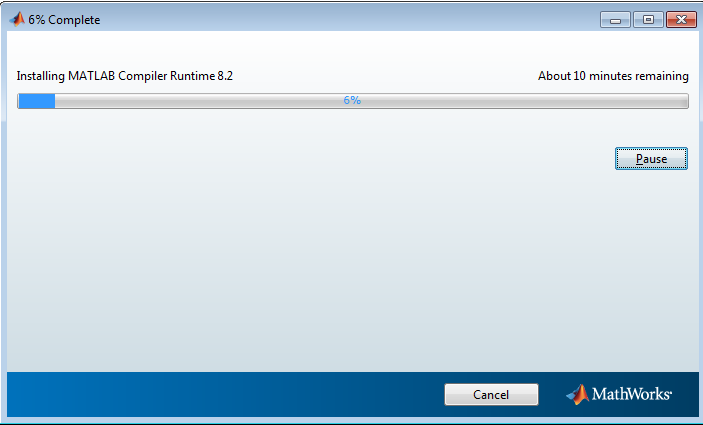 6% Complete
Installing MATLAB Compiler Runtime 8.2 About 10 minutes remaining
6%
Pause
Cancel MathWorks